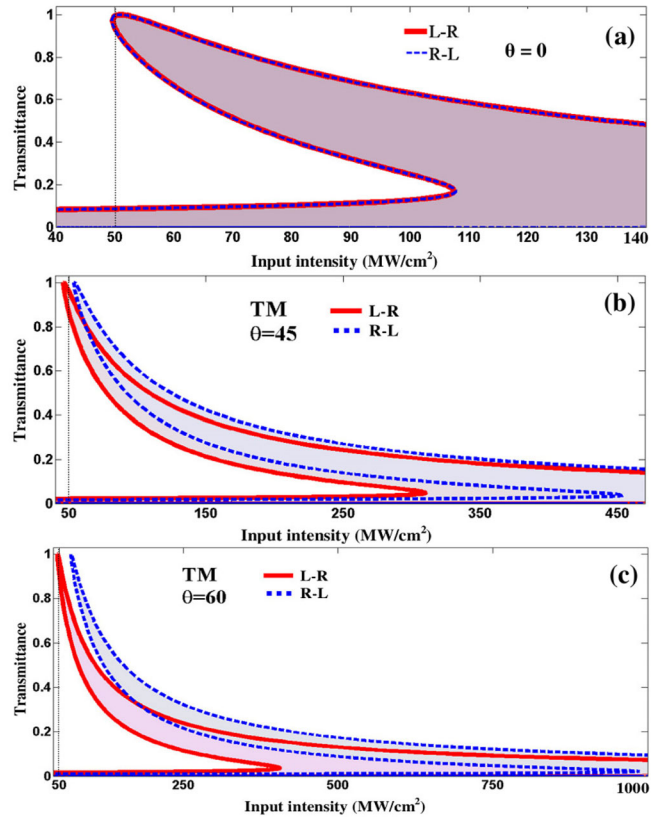 (a)
L-R
R-L
θ = 0
Transmittance
1
0.8
0.6
0.4
0.2
0
40 50 60 70 80 90 100 110 120 130 140
Input intensity (MW/cm²)
(b)
TM
θ=45
L-R
R-L
Transmittance
1
0.8
0.6
0.4
0.2
0
50 150 250 350 450
Input intensity (MW/cm²)
(c)
TM
θ=60
L-R
R-L
Transmittance
1
0.8
0.6
0.4
0.2
0
50 250 500 750 1000
Input intensity (MW/cm²)